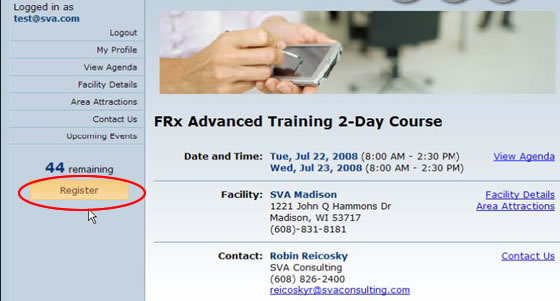 Logged in as
test@sva.com
Logout
My Profile
View Agenda
Facility Details
Area Attractions
Contact Us
Upcoming Events
44 remaining
Register
FRx Advanced Training 2-Day Course
Date and Time: Tue, Jul 22, 2008 (8:00 AM - 2:30 PM) View Agenda
Wed, Jul 23, 2008 (8:00 AM - 2:30 PM)
Facility: SVA Madison Facility Details
1221 John Q Hammons Dr Area Attractions
Madison, WI 53717
(608)-831-8181
Contact: Robin Reicosky Contact Us
SVA Consulting
(608) 826-2400
reicoskyr@svaconsulting.com